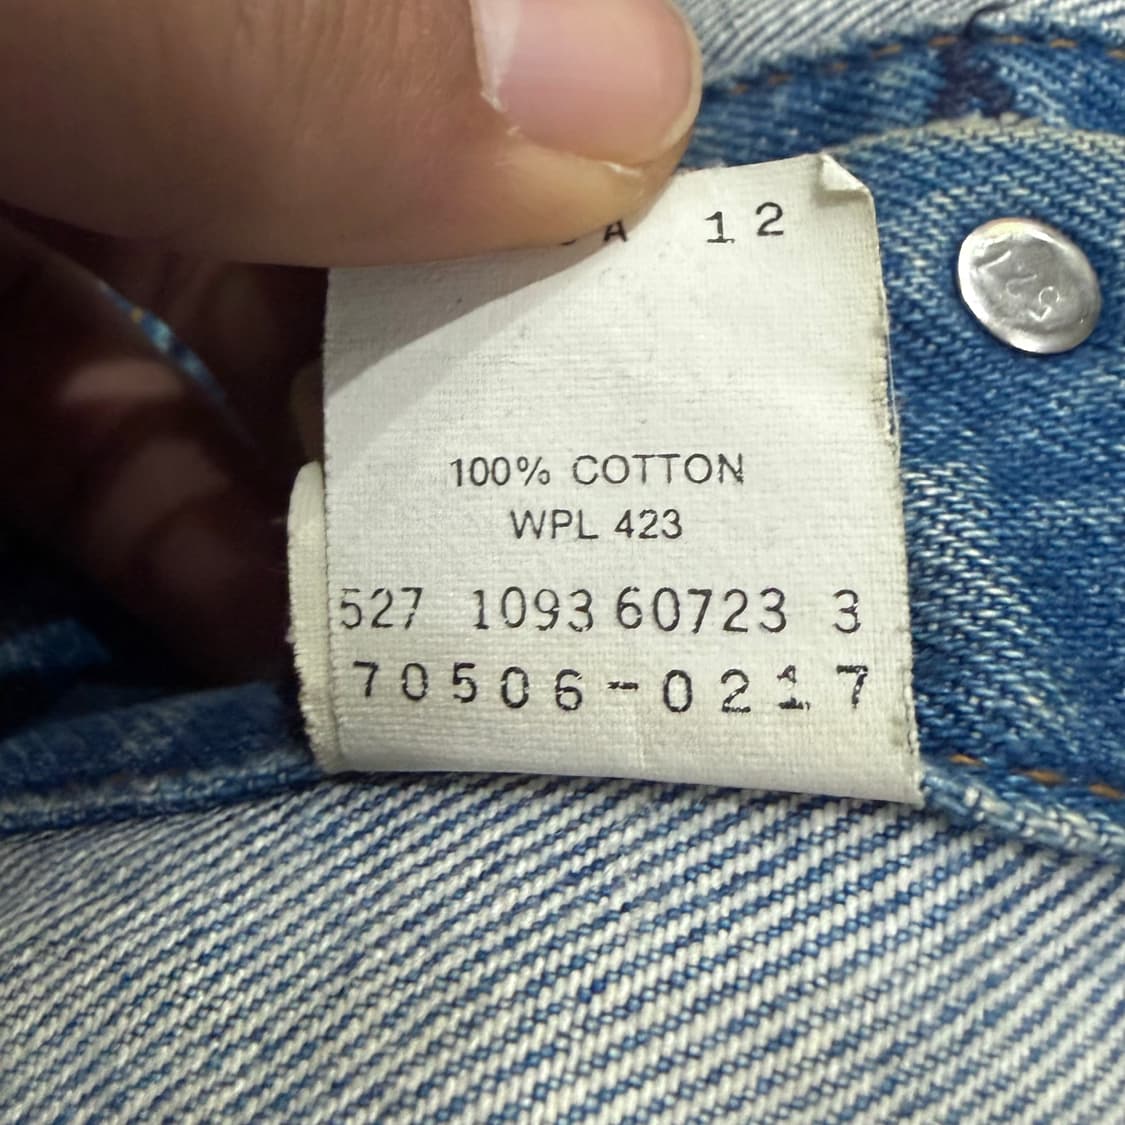 A 12
100% COTTON
WPL 423
527 1093 60723 3
70506-0217
527